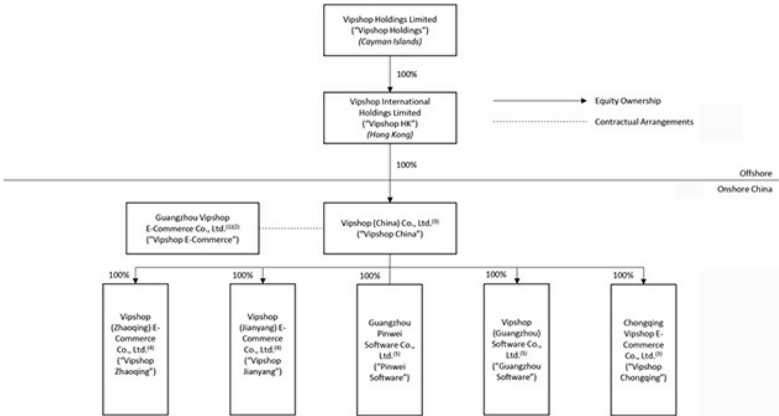 Vipshop Holdings Limited
("Vipshop Holdings")
(Cayman Islands)
100%
Vipshop International
Holdings Limited
("Vipshop HK")
(Hong Kong)
Equity Ownership
Contractual Arrangements
100%
Offshore
Onshore China
Guangzhou Vipshop
E-Commerce Co., Ltd.(1)(2)
("Vipshop E-Commerce")
Vipshop (China) Co., Ltd.(3)
("Vipshop China")
100%
100%
100%
100%
100%
Vipshop
(Zhaoqing) E-
Commerce
Co., Ltd.(4)
("Vipshop
Zhaoqing")
Vipshop
(Jianyang) E-
Commerce
Co., Ltd.(4)
("Vipshop
Jianyang")
Guangzhou
Pinwei
Software Co.,
Ltd.(5)
("Pinwei
Software")
Vipshop
(Guangzhou)
Software Co.,
Ltd.(5)
("Guangzhou
Software")
Chongqing
Vipshop E-
Commerce
Co., Ltd.(3)
("Vipshop
Chongqing")